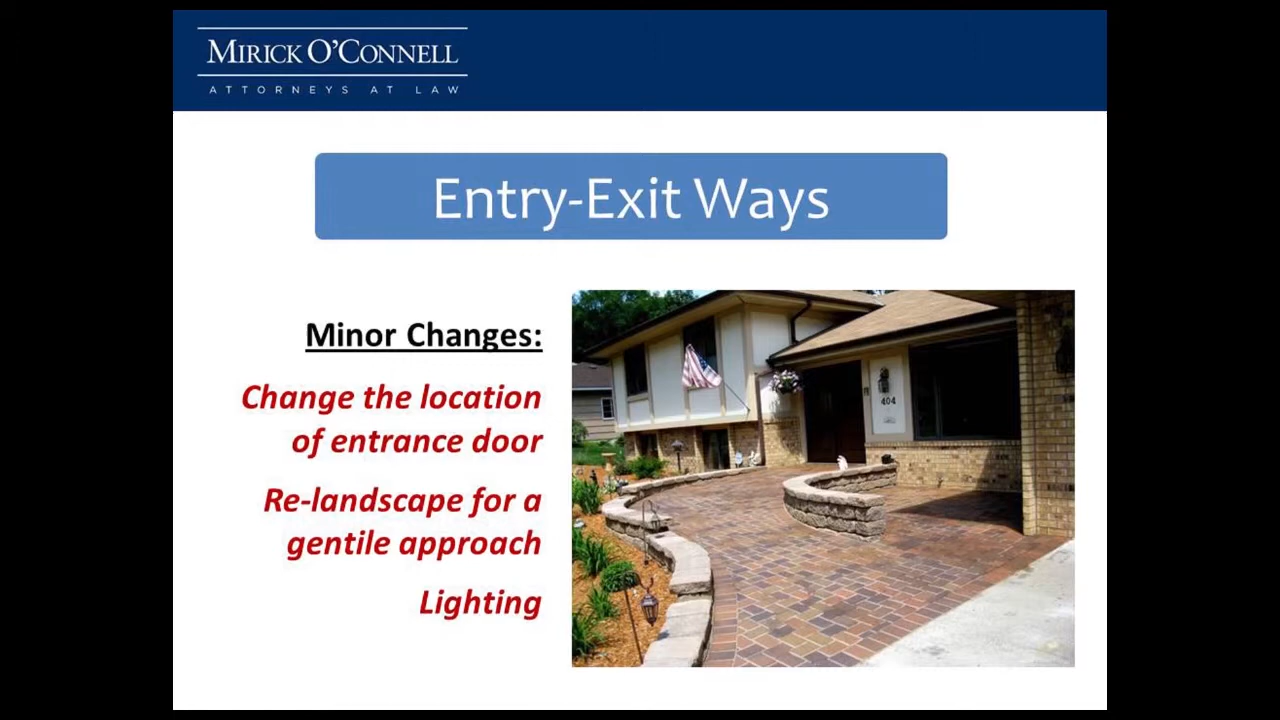 MIRICK O'CONNELL
ATTORNEYS AT LAW
Entry-Exit Ways
Minor Changes:
Change the location
of entrance door
Re-landscape for a
gentile approach
Lighting
404